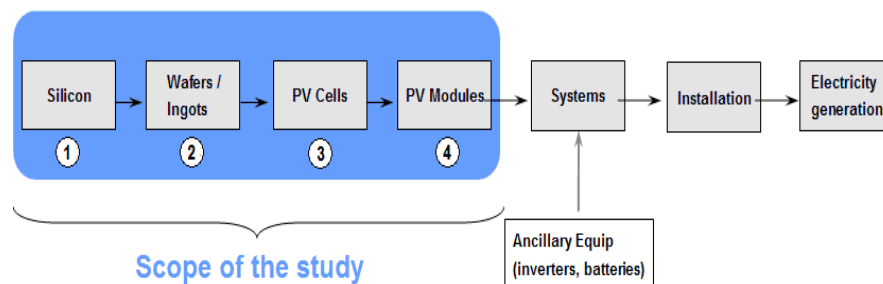 Silicon
Wafers /
Ingots
PV Cells
PV Modules
Systems
Installation
Electricity
generation
1
2
3
4
Ancillary Equip
(inverters, batteries)
Scope of the study